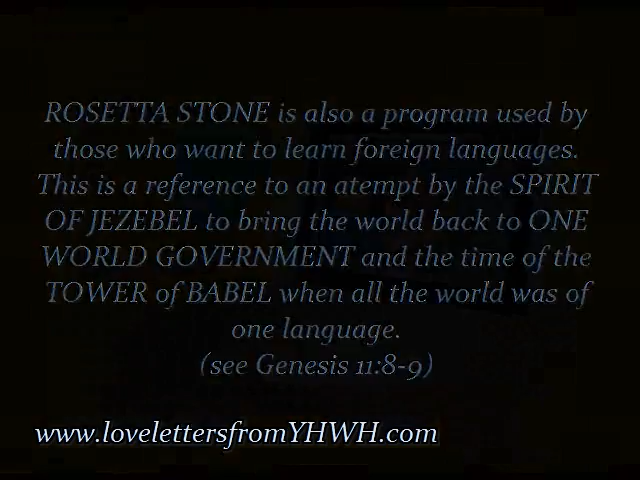 ROSETTA STONE is also a program used by
those who want to learn foreign languages.
This is a reference to an atempt by the SPIRIT
OF JEZEBEL to bring the world back to ONE
WORLD GOVERNMENT and the time of the
TOWER of BABEL when all the world was of
one language.
(see Genesis 11:8-9)
www.lovelettersfromYHWH.com